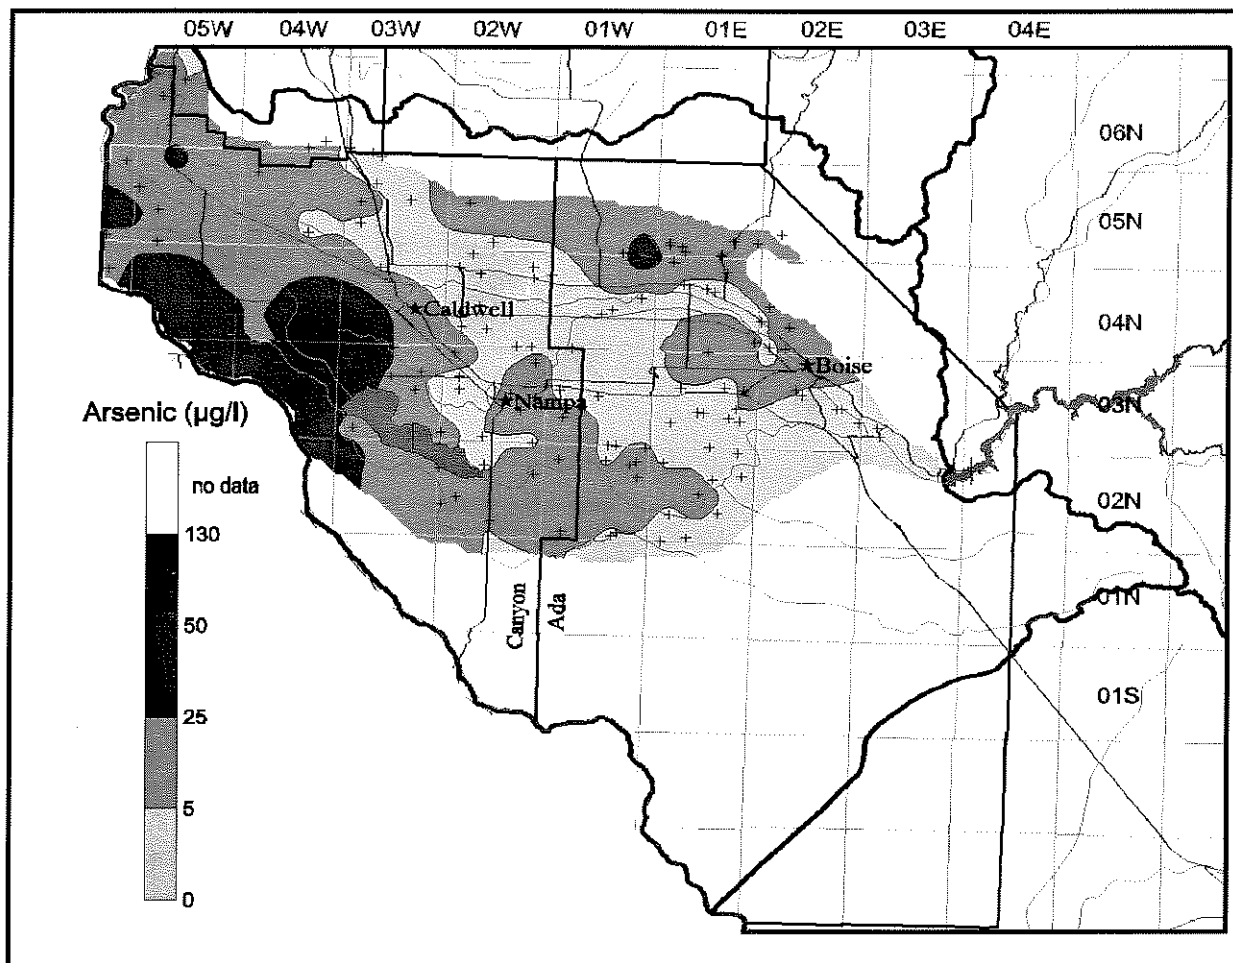 05W 04W 03W 02W 01W 01E 02E 03E 04E
06N
05N
04N
Caldwell
Boise
03N
Nampa
Arsenic (µg/l)
no data
02N
130
01N
Canyon
Ada
50
01S
25
5
0